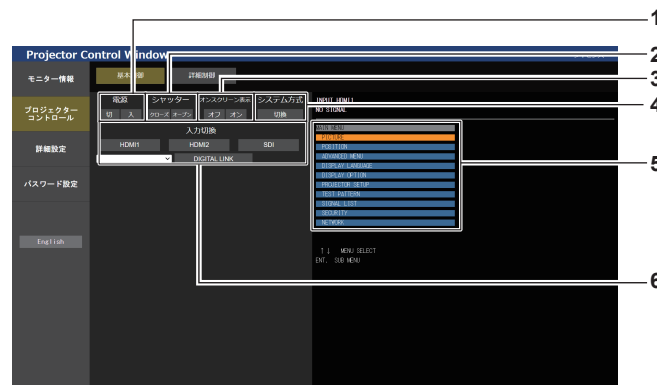 1
Projector Control Window
2
モニター情報
基本制御
詳細制御
3
電源
シャッター
オンスクリーン表示
システム方式
INPUT HDMI1
4
プロジェクター
コントロール
切 入
クローズ オープン
オフ オン
切換
NO SIGNAL
入力切換
MAIN MENU
HDMI1
HDMI2
SDI
PICTURE
POSITION
詳細設定
DIGITAL LINK
ADVANCED MENU
5
DISPLAY LANGUAGE
DISPLAY OPTION
パスワード設定
PROJECTOR SETUP
TEST PATTERN
SIGNAL LIST
SECURITY
NETWORK
English
↑↓ MENU SELECT
ENT. SUB MENU
6